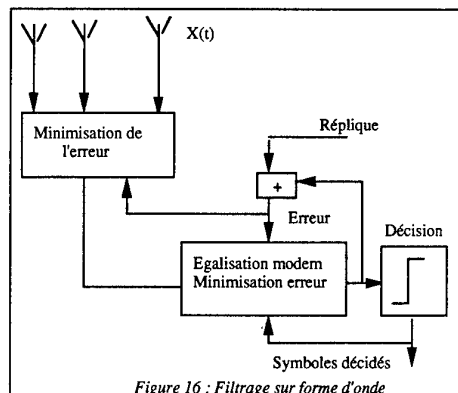 X(t)
Minimisation de
l'erreur
Réplique
+
Erreur
Décision
Egalisation modem
Minimisation erreur
Symboles décidés
Figure 16 : Filtrage sur forme d'onde